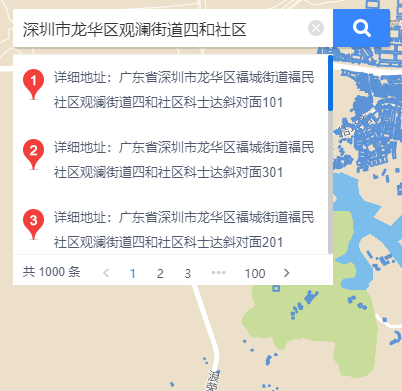 深圳市龙华区观澜街道四和社区
1 详细地址：广东省深圳市龙华区福城街道福民
社区观澜街道四和社区科士达斜对面101
2 详细地址：广东省深圳市龙华区福城街道福民
社区观澜街道四和社区科士达斜对面301
3 详细地址：广东省深圳市龙华区福城街道福民
社区观澜街道四和社区科士达斜对面201
共 1000 条 < 1 2 3 ••• 100 >
浪荣